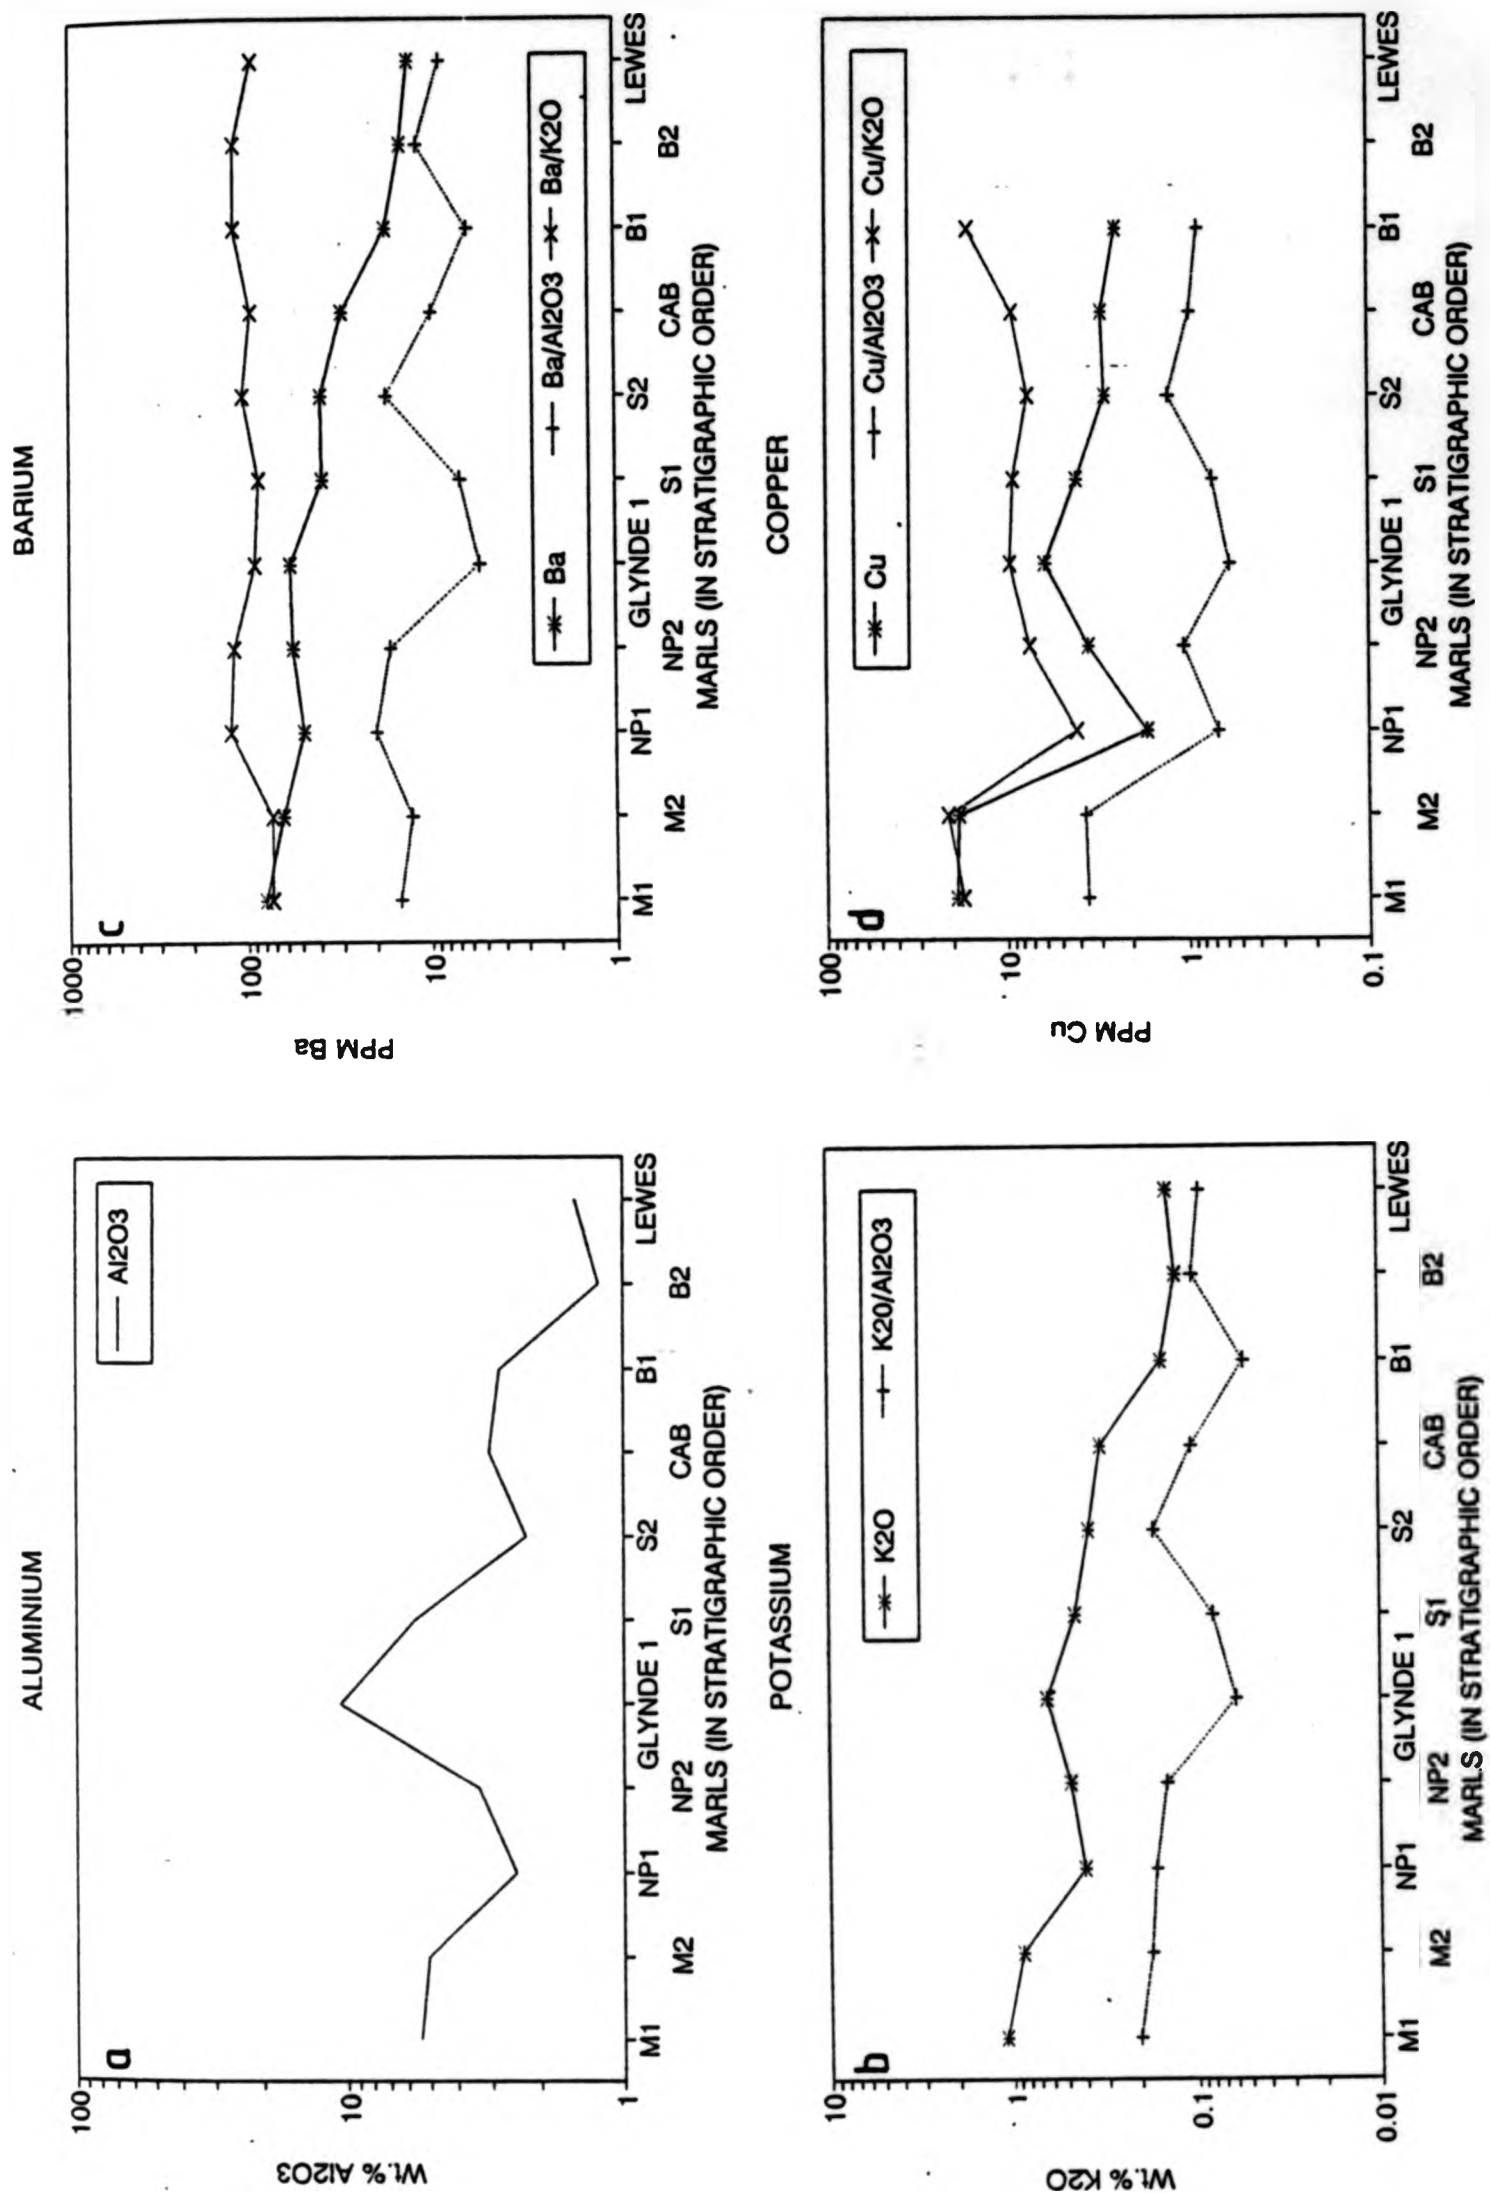 ALUMINIUM
a
Al2O3
Wt.% Al2O3
100
10
1
M1 M2 NP1 NP2 GLYNDE 1 S1 S2 CAB B1 B2 LEWES
MARLS (IN STRATIGRAPHIC ORDER)
BARIUM
c
PPM Ba
1000
100
10
1
Ba Ba/Al2O3 Ba/K2O
M1 M2 NP1 NP2 GLYNDE 1 S1 S2 CAB B1 B2 LEWES
MARLS (IN STRATIGRAPHIC ORDER)
POTASSIUM
b
K2O K20/Al2O3
Wt.% K2O
10
1
0.1
0.01
M1 M2 NP1 NP2 GLYNDE 1 S1 S2 CAB B1 B2 LEWES
MARLS (IN STRATIGRAPHIC ORDER)
COPPER
d
Cu Cu/Al2O3 Cu/K2O
PPM Cu
100
10
1
0.1
M1 M2 NP1 NP2 GLYNDE 1 S1 S2 CAB B1 B2 LEWES
MARLS (IN STRATIGRAPHIC ORDER)